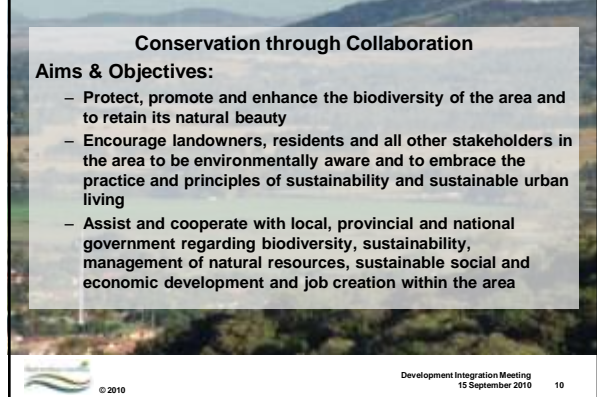 Conservation through Collaboration
Aims & Objectives:
– Protect, promote and enhance the biodiversity of the area and
to retain its natural beauty
– Encourage landowners, residents and all other stakeholders in
the area to be environmentally aware and to embrace the
practice and principles of sustainability and sustainable urban
living
– Assist and cooperate with local, provincial and national
government regarding biodiversity, sustainability,
management of natural resources, sustainable social and
economic development and job creation within the area
© 2010
Development Integration Meeting
15 September 2010 10